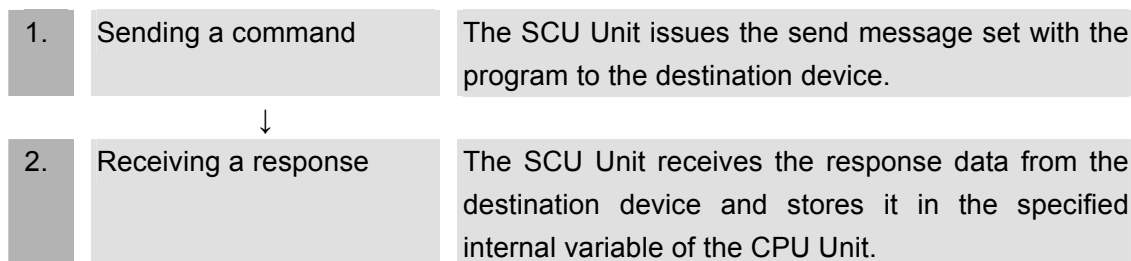 1. Sending a command The SCU Unit issues the send message set with the
program to the destination device.
↓
2. Receiving a response The SCU Unit receives the response data from the
destination device and stores it in the specified
internal variable of the CPU Unit.